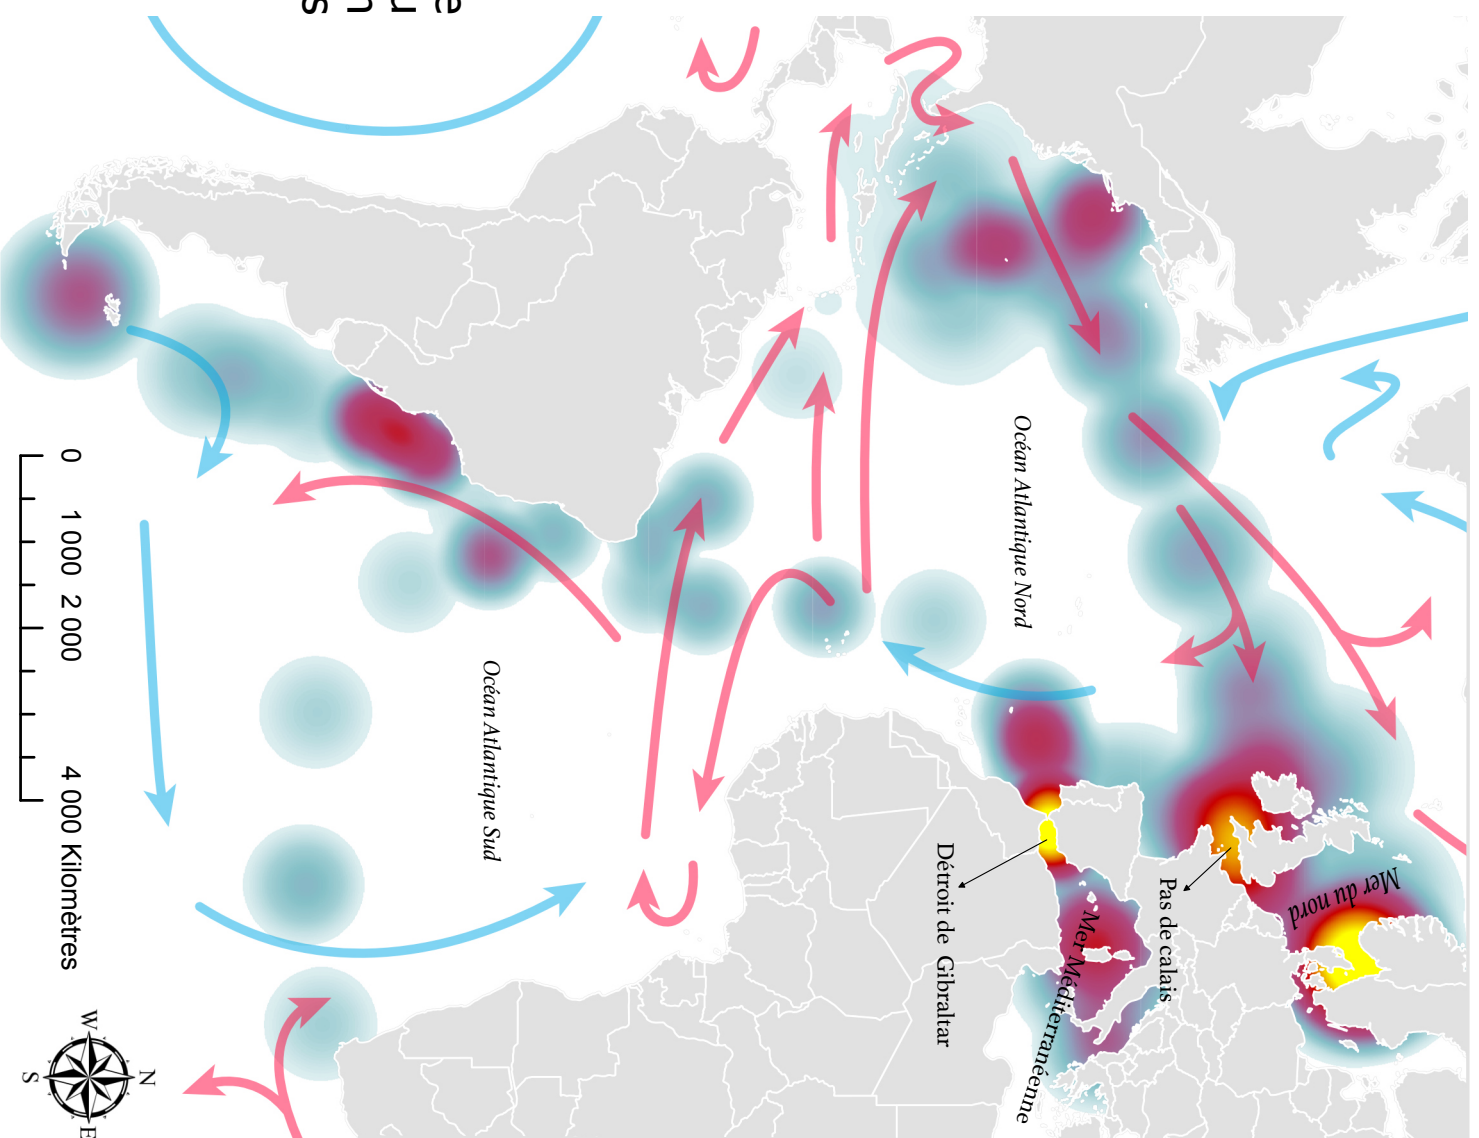 Océan Atlantique Nord
Océan Atlantique Sud
Mer du nord
Pas de calais
Détroit de Gibraltar
Mer Méditerranéenne
0 1 000 2 000 4 000 Kilomètres
N
W
E
S